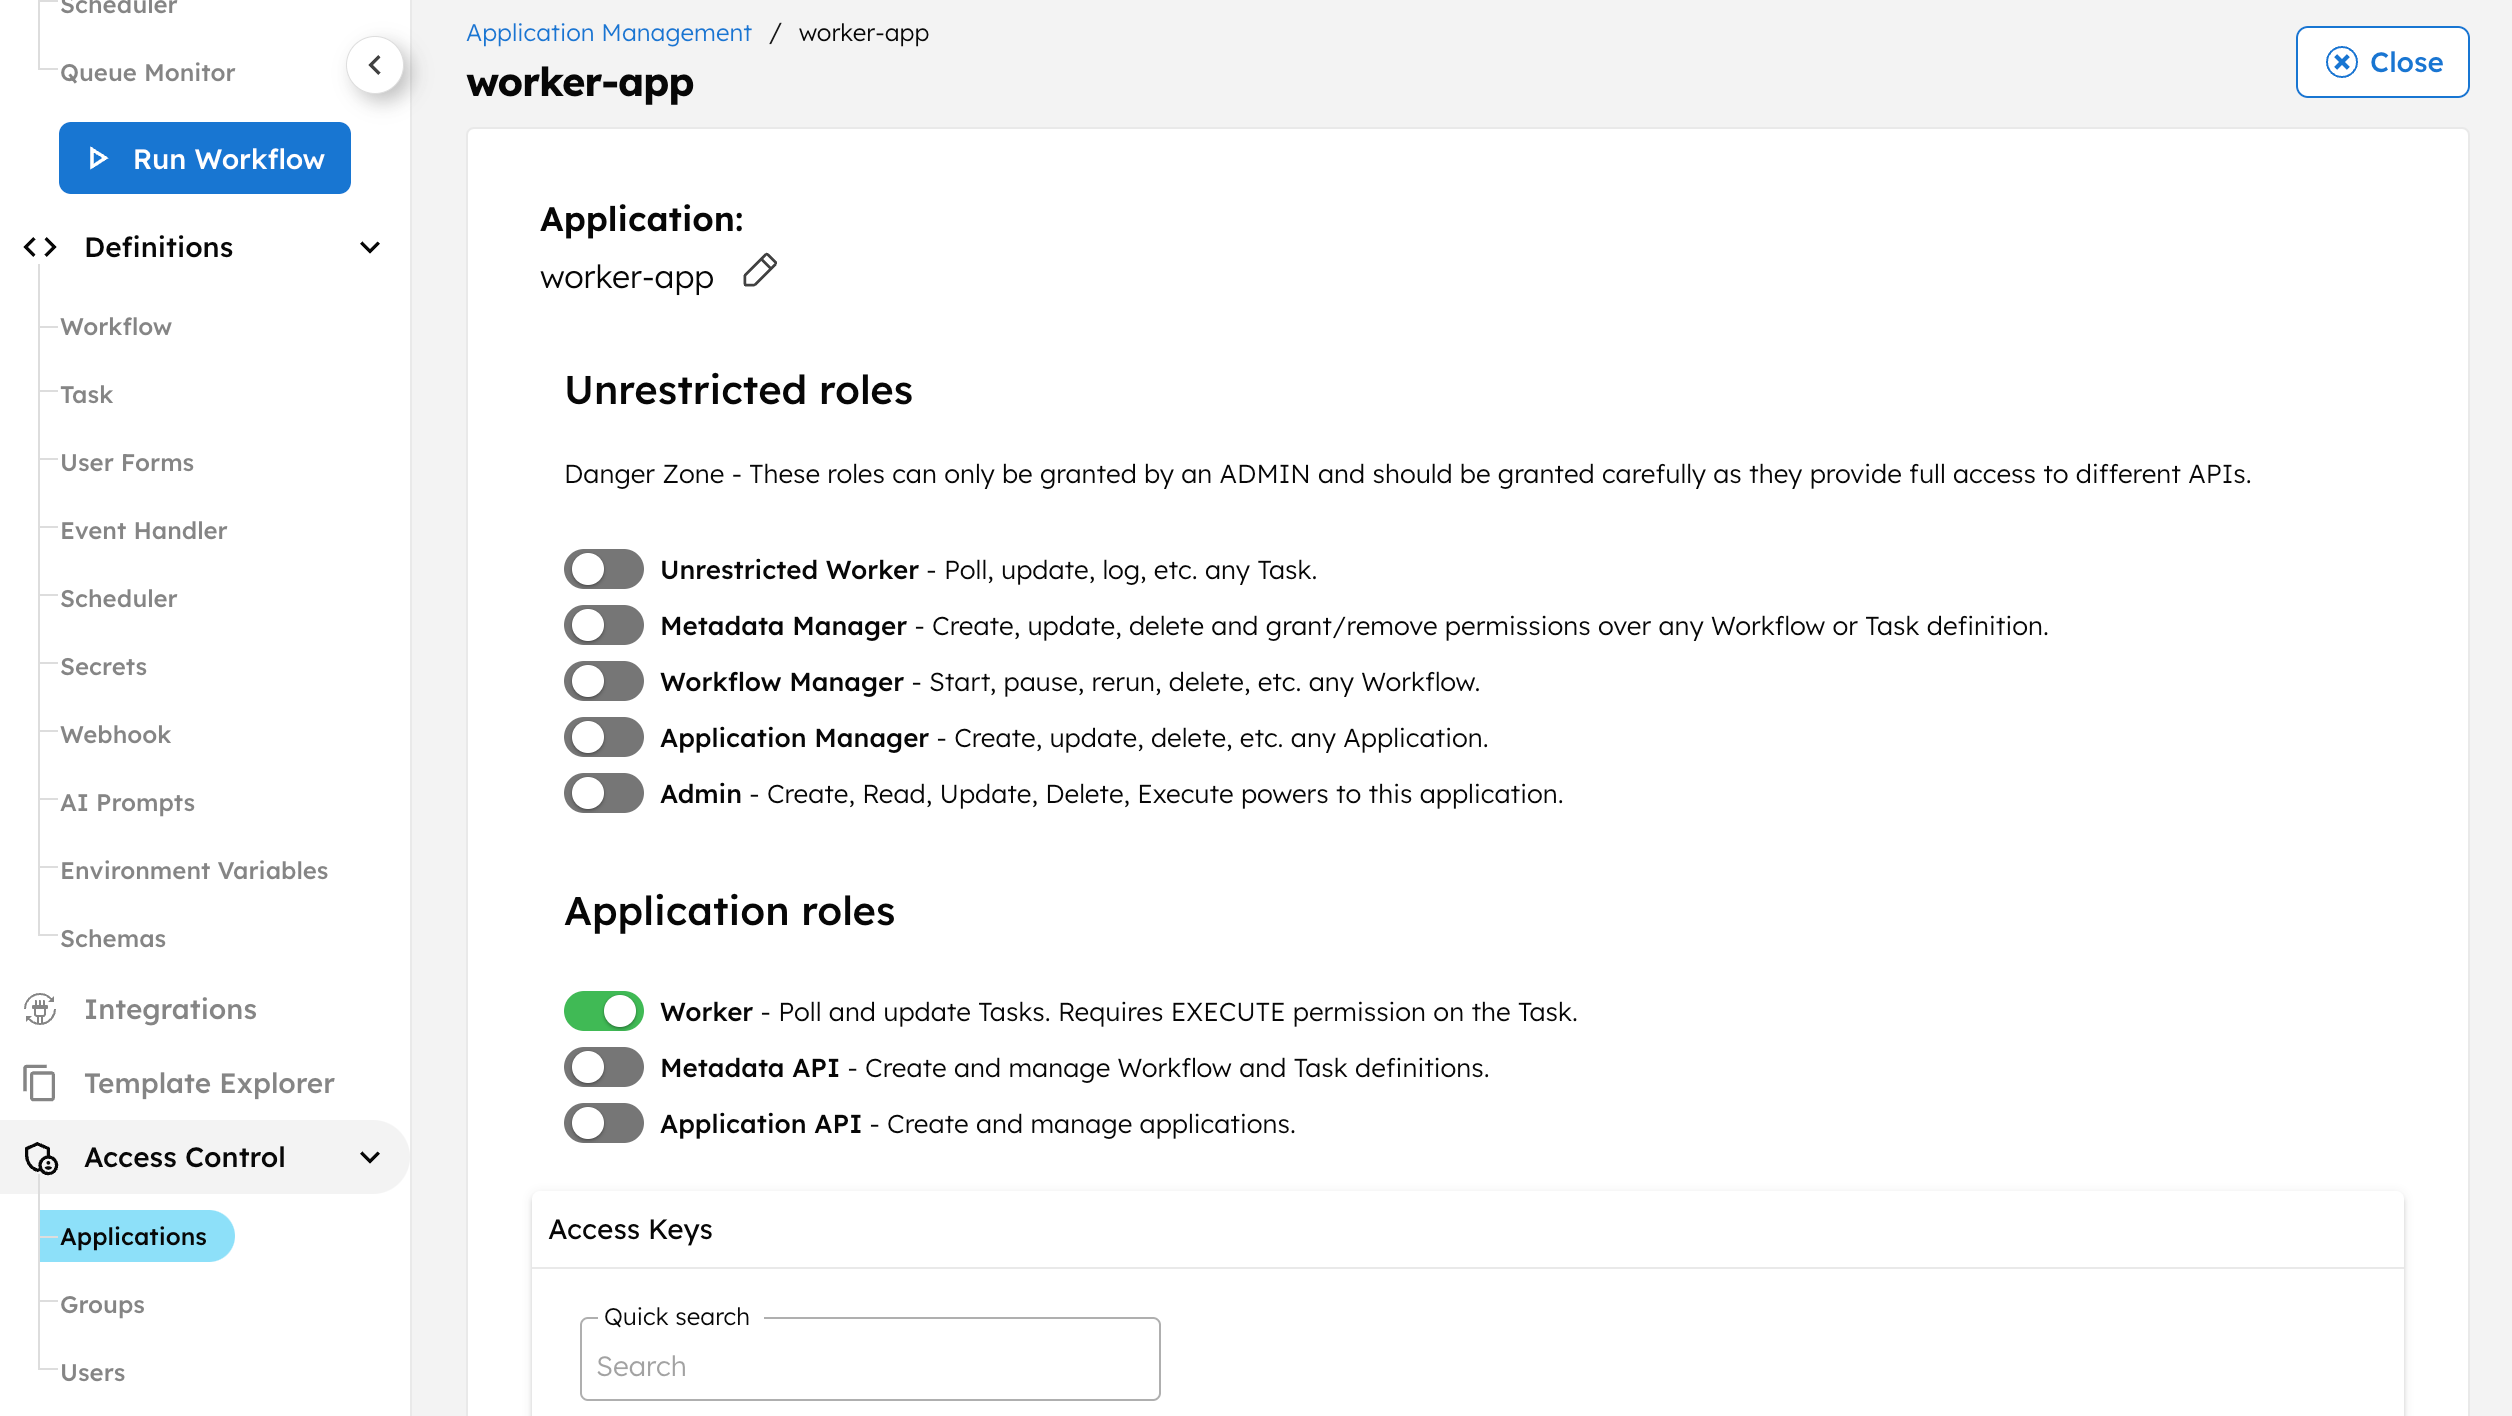 Scheduler
Queue Monitor
Run Workflow
Definitions
Workflow
Task
User Forms
Event Handler
Scheduler
Secrets
Webhook
AI Prompts
Environment Variables
Schemas
Integrations
Template Explorer
Access Control
Applications
Groups
Users
Application Management / worker-app
worker-app
Close
Application:
worker-app
Unrestricted roles
Danger Zone - These roles can only be granted by an ADMIN and should be granted carefully as they provide full access to different APIs.
Unrestricted Worker - Poll, update, log, etc. any Task.
Metadata Manager - Create, update, delete and grant/remove permissions over any Workflow or Task definition.
Workflow Manager - Start, pause, rerun, delete, etc. any Workflow.
Application Manager - Create, update, delete, etc. any Application.
Admin - Create, Read, Update, Delete, Execute powers to this application.
Application roles
Worker - Poll and update Tasks. Requires EXECUTE permission on the Task.
Metadata API - Create and manage Workflow and Task definitions.
Application API - Create and manage applications.
Access Keys
Quick search
Search